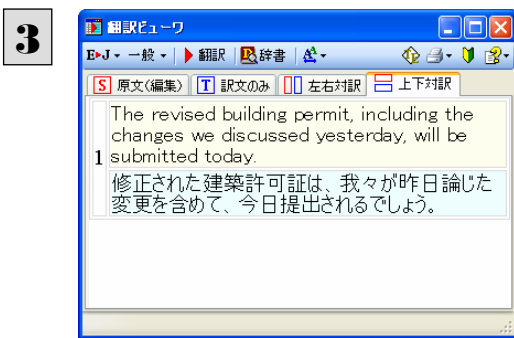 3
翻訳ビューワ
E▸J 一般 翻訳 辞書 A
S 原文(編集) T 訳文のみ 左右対訳 上下対訳
The revised building permit, including the
changes we discussed yesterday, will be
1 submitted today.
修正された建築許可証は、我々が昨日論じた
変更を含めて、今日提出されるでしょう。